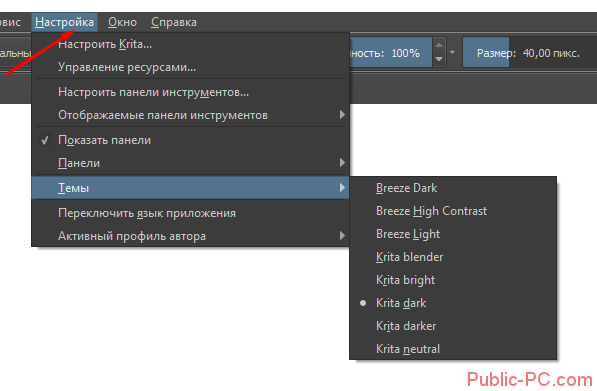 рвис Настройка Окно Справка
ность: 100% Размер: 40,00 пикс.
Настроить Krita...
Управление ресурсами...
Настроить панели инструментов...
Отображаемые панели инструментов
Показать панели
Панели
Темы
Переключить язык приложения
Активный профиль автора
Breeze Dark
Breeze High Contrast
Breeze Light
Krita blender
Krita bright
Krita dark
Krita darker
Krita neutral
Public-PC.com